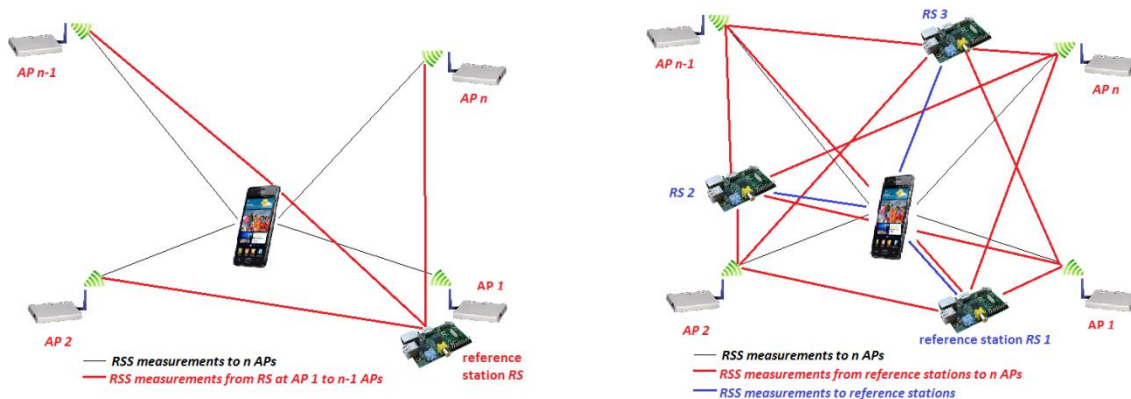 AP n-1
AP n
AP 2
AP 1
reference
station RS
RSS measurements to n APs
RSS measurements from RS at AP 1 to n-1 APs
RS 3
AP n-1
AP n
RS 2
AP 2
AP 1
reference station RS 1
RSS measurements to n APs
RSS measurements from reference stations to n APs
RSS measurements to reference stations